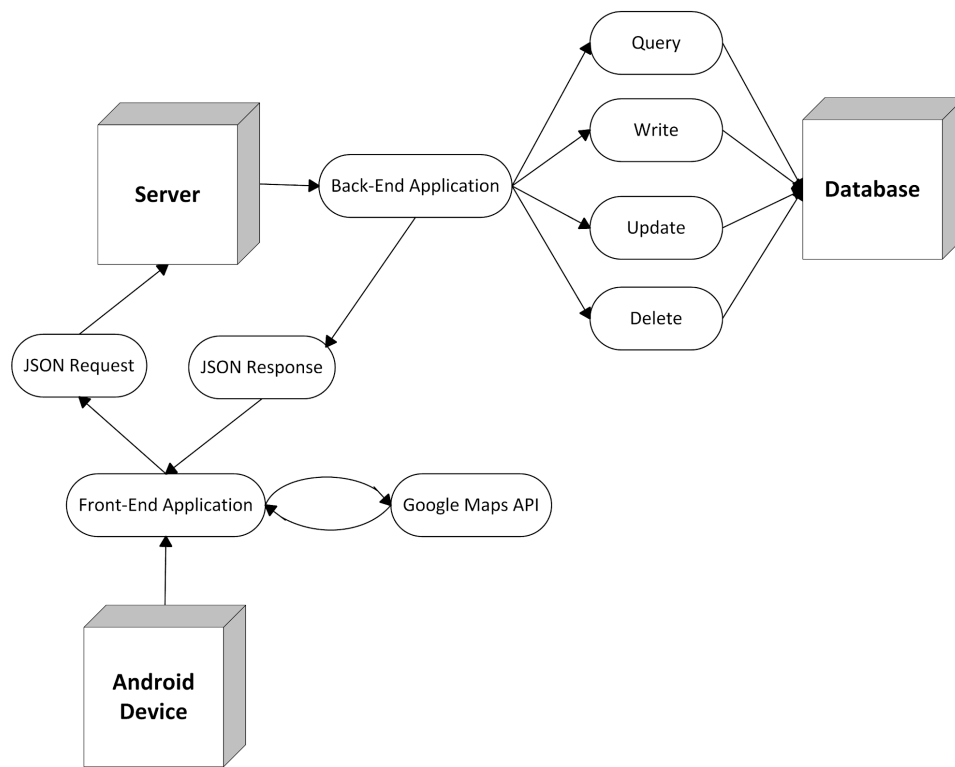 Query
Write
Server
Back-End Application
Database
Update
Delete
JSON Request
JSON Response
Front-End Application
Google Maps API
Android
Device